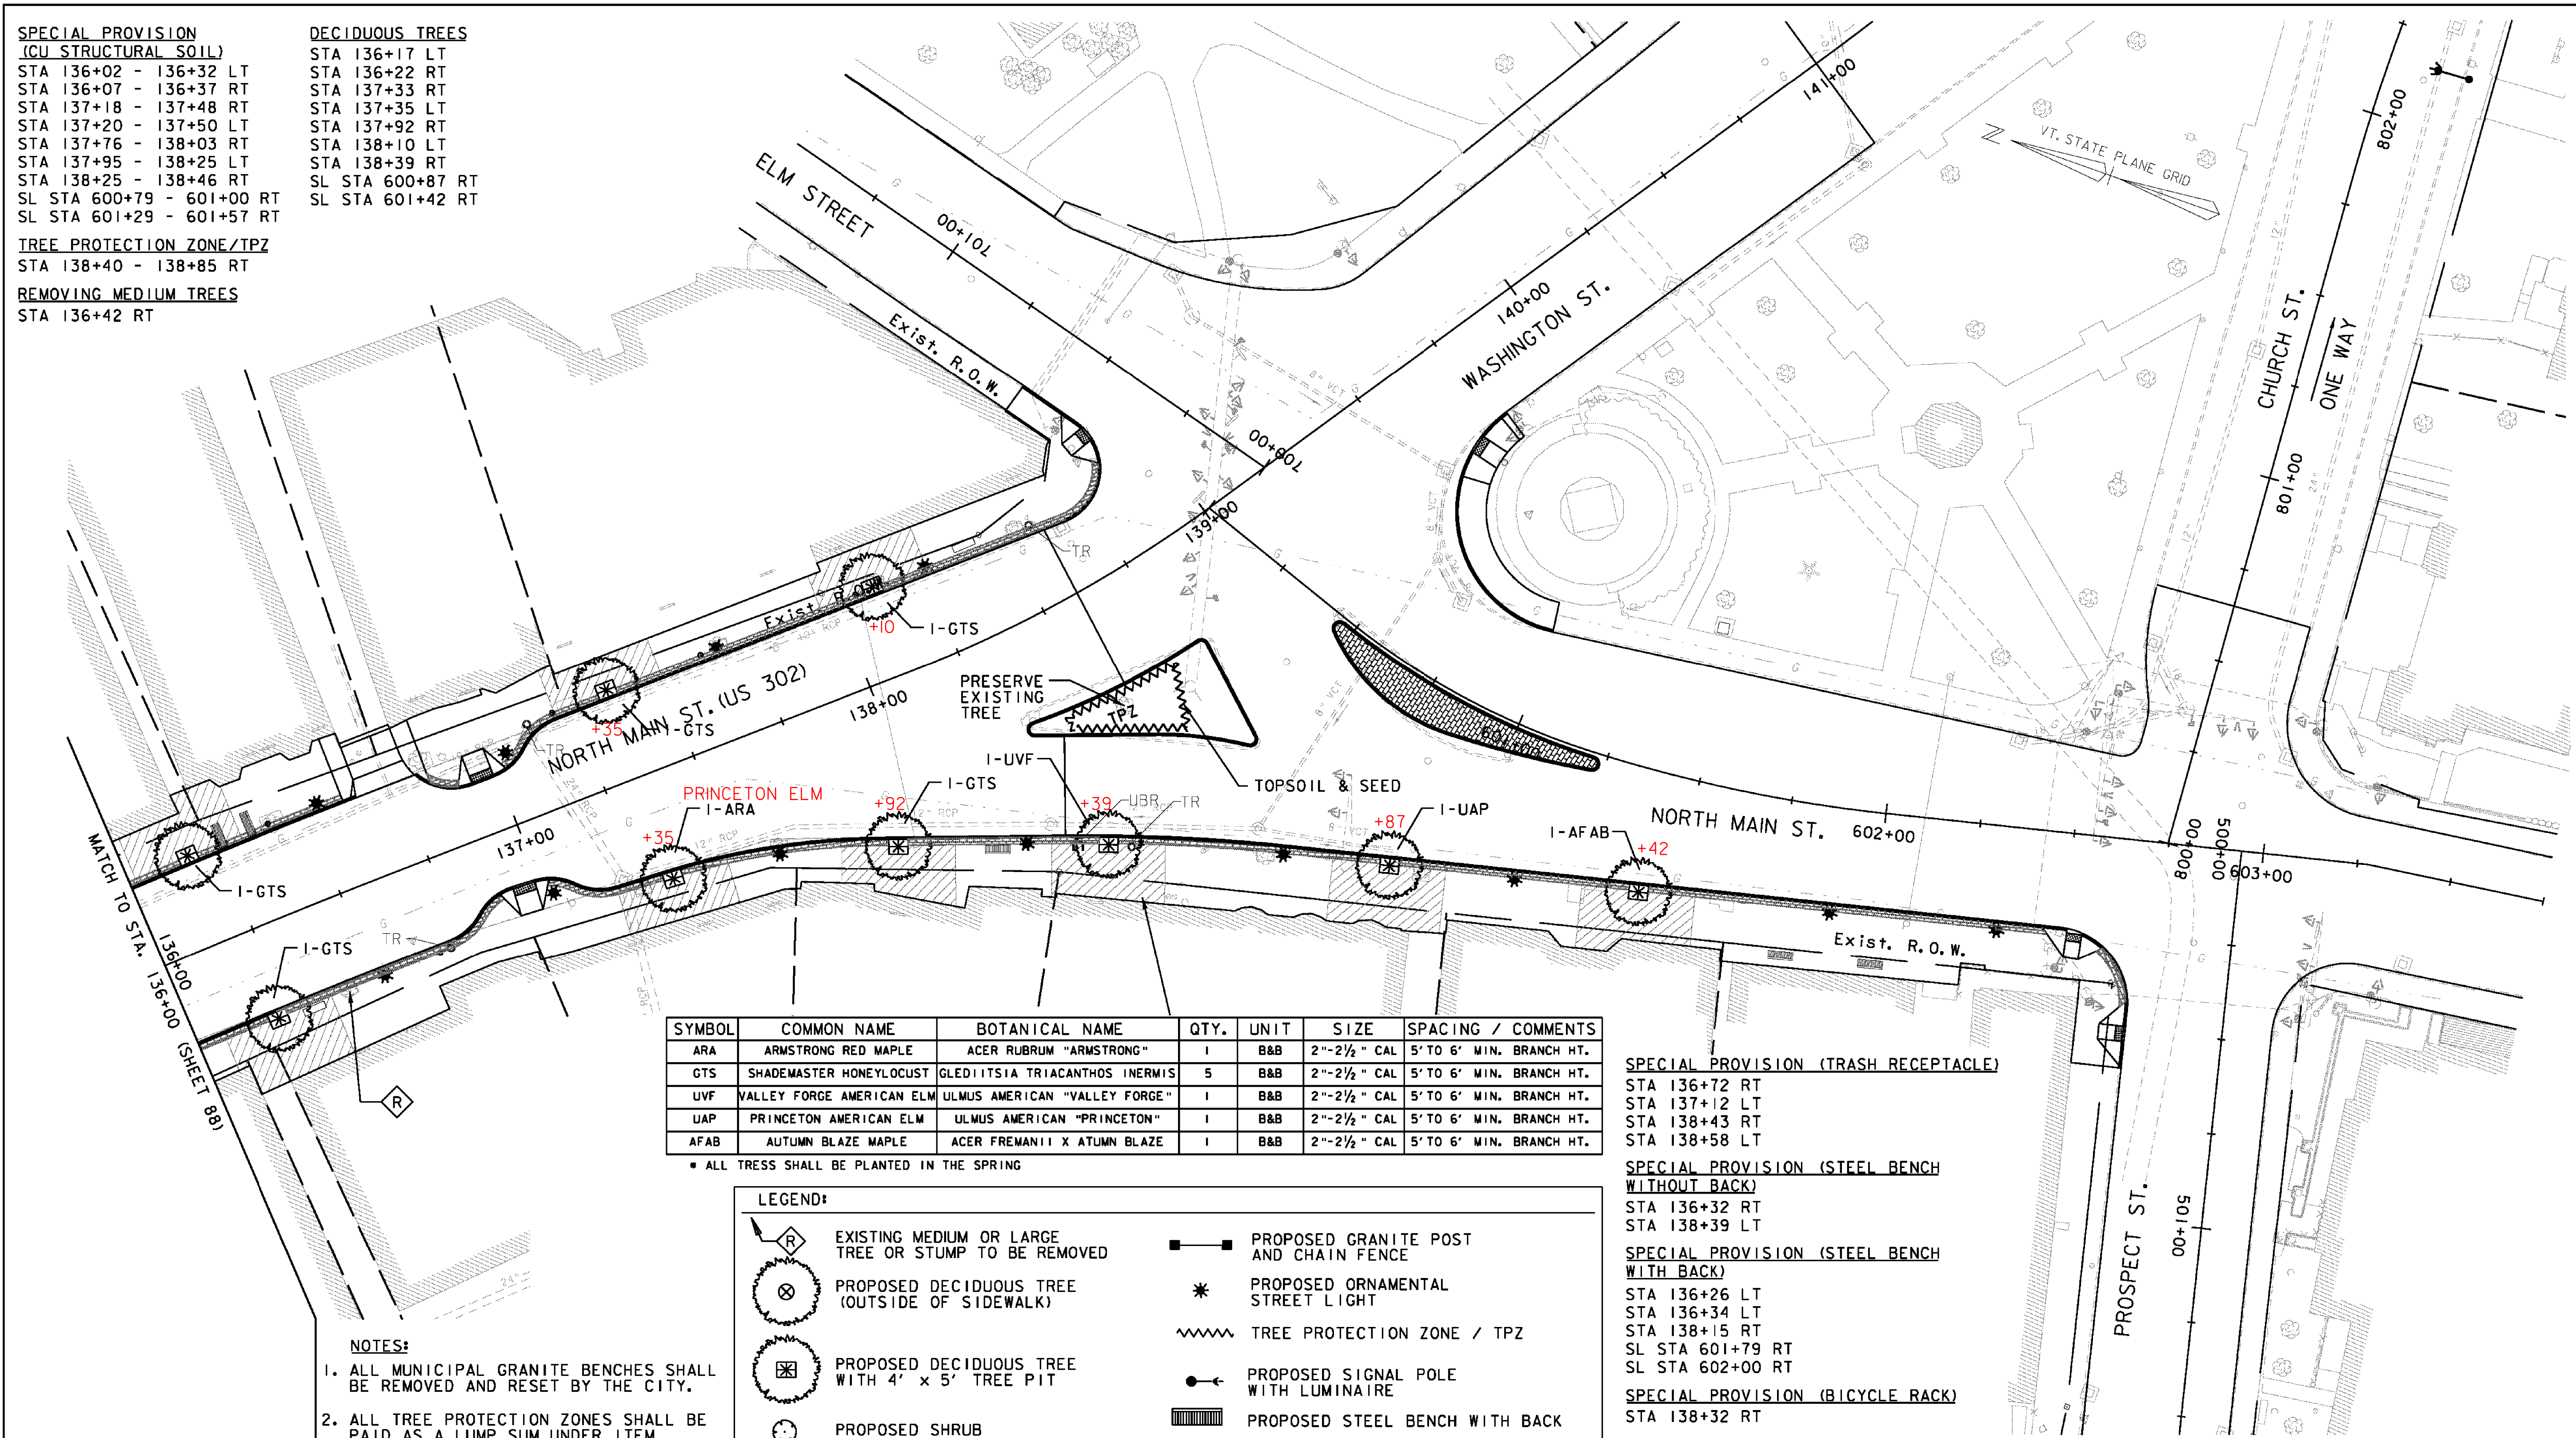 SPECIAL PROVISION
(CU STRUCTURAL SOIL)
STA 136+02 - 136+32 LT
STA 136+07 - 136+37 RT
STA 137+18 - 137+48 RT
STA 137+20 - 137+50 LT
STA 137+76 - 138+03 RT
STA 137+95 - 138+25 LT
STA 138+25 - 138+46 RT
SL STA 600+79 - 601+00 RT
SL STA 601+29 - 601+57 RT
TREE PROTECTION ZONE/TPZ
STA 138+40 - 138+85 RT
REMOVING MEDIUM TREES
STA 136+42 RT
DECIDUOUS TREES
STA 136+17 LT
STA 136+22 RT
STA 137+33 RT
STA 137+35 LT
STA 137+92 RT
STA 138+10 LT
STA 138+39 RT
SL STA 600+87 RT
SL STA 601+42 RT
ELM STREET
701+00
700+00
Exist. R.O.W.
WASHINGTON ST.
139+00
140+00
141+00
VT. STATE PLANE GRID
CHURCH ST.
ONE WAY
802+00
801+00
800+00
8" VCT
8" VCT
8" VCT
12"
12"
24"
TR
Exist. R.O.W.
+10
1-GTS
+35
1-GTS
NORTH MAIN ST. (US 302)
138+00
137+00
136+00
TR
1-GTS
MATCH TO STA. 136+00 (SHEET 88)
1-GTS
TR
R
PRINCETON ELM
1-ARA
+35
+92
1-GTS
1-UVF
+39
UBR
TR
PRESERVE
EXISTING
TREE
TPZ
TOPSOIL & SEED
+87
1-UAP
1-AFAB
+42
601+00
NORTH MAIN ST.
602+00
603+00
500+00
Exist. R.O.W.
PROSPECT ST.
501+00
SYMBOL COMMON NAME BOTANICAL NAME QTY. UNIT SIZE SPACING / COMMENTS
ARA ARMSTRONG RED MAPLE ACER RUBRUM "ARMSTRONG" 1 B&B 2"-2½" CAL 5' TO 6' MIN. BRANCH HT.
GTS SHADEMASTER HONEYLOCUST GLEDIITSIA TRIACANTHOS INERMIS 5 B&B 2"-2½" CAL 5' TO 6' MIN. BRANCH HT.
UVF VALLEY FORGE AMERICAN ELM ULMUS AMERICAN "VALLEY FORGE" 1 B&B 2"-2½" CAL 5' TO 6' MIN. BRANCH HT.
UAP PRINCETON AMERICAN ELM ULMUS AMERICAN "PRINCETON" 1 B&B 2"-2½" CAL 5' TO 6' MIN. BRANCH HT.
AFAB AUTUMN BLAZE MAPLE ACER FREMANII X ATUMN BLAZE 1 B&B 2"-2½" CAL 5' TO 6' MIN. BRANCH HT.
* ALL TRESS SHALL BE PLANTED IN THE SPRING
LEGEND:
R
EXISTING MEDIUM OR LARGE
TREE OR STUMP TO BE REMOVED
PROPOSED DECIDUOUS TREE
(OUTSIDE OF SIDEWALK)
PROPOSED DECIDUOUS TREE
WITH 4' x 5' TREE PIT
PROPOSED SHRUB
PROPOSED GRANITE POST
AND CHAIN FENCE
PROPOSED ORNAMENTAL
STREET LIGHT
TREE PROTECTION ZONE / TPZ
PROPOSED SIGNAL POLE
WITH LUMINAIRE
PROPOSED STEEL BENCH WITH BACK
NOTES:
1. ALL MUNICIPAL GRANITE BENCHES SHALL
BE REMOVED AND RESET BY THE CITY.
2. ALL TREE PROTECTION ZONES SHALL BE
PAID AS A LUMP SUM UNDER ITEM
SPECIAL PROVISION (TRASH RECEPTACLE)
STA 136+72 RT
STA 137+12 LT
STA 138+43 RT
STA 138+58 LT
SPECIAL PROVISION (STEEL BENCH
WITHOUT BACK)
STA 136+32 RT
STA 138+39 LT
SPECIAL PROVISION (STEEL BENCH
WITH BACK)
STA 136+26 LT
STA 136+34 LT
STA 138+15 RT
SL STA 601+79 RT
SL STA 602+00 RT
SPECIAL PROVISION (BICYCLE RACK)
STA 138+32 RT